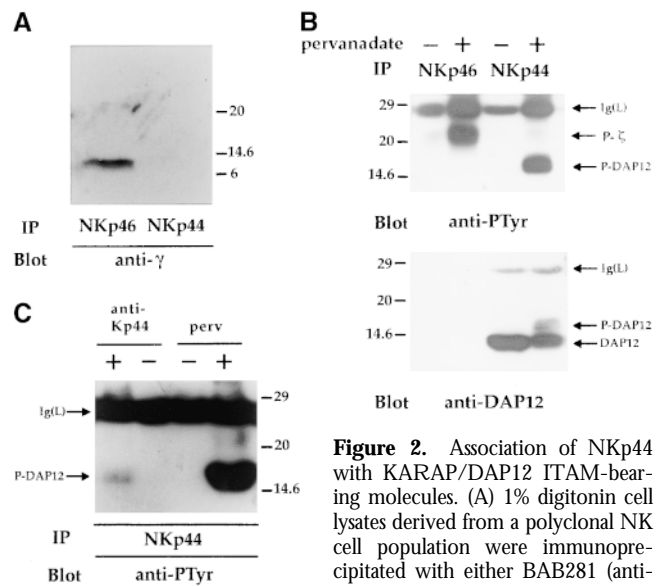 A
20
14.6
6
IP NKp46 NKp44
Blot anti-γ
B
pervanadate − + − +
IP NKp46 NKp44
29 Ig(L)
20 P-ζ
14.6 P-DAP12
Blot anti-PTyr
29 Ig(L)
20
14.6 P-DAP12
DAP12
Blot anti-DAP12
C
anti-
Kp44 perv
+ − − +
Ig(L) 29
20
P-DAP12 14.6
IP NKp44
Blot anti-PTyr
Figure 2. Association of NKp44
with KARAP/DAP12 ITAM-bear-
ing molecules. (A) 1% digitonin cell
lysates derived from a polyclonal NK
cell population were immunopre-
cipitated with either BAB281 (anti-